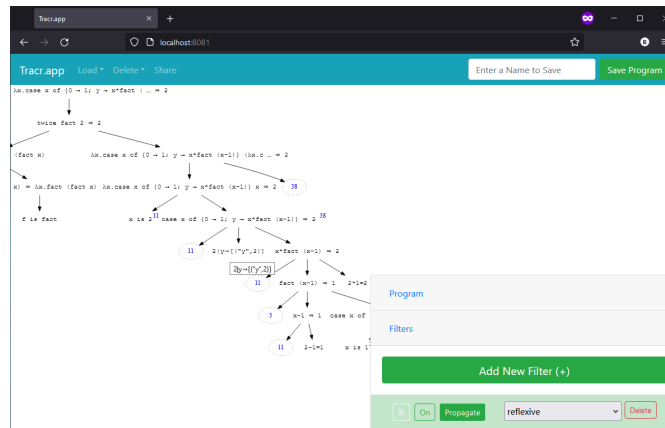 Tracr.app
localhost:8081
Tracr.app Load Delete Share Enter a Name to Save Save Program
λx.case x of {0 → 1; y → x*fact ( … ⇒ 2
twice fact 2 ⇒ 2
(fact x) λx.case x of {0 → 1; y → x*fact (x-1)} (λx.c … ⇒ 2
x) ⇒ λx.fact (fact x) λx.case x of {0 → 1; y → x*fact (x-1)} x ⇒ 2 38
f is fact x is 2 11 case x of {0 → 1; y → x*fact (x-1)} ⇒ 2 38
11 2(y→[("y",2)] x*fact (x-1) ⇒ 2
2(y→[("y",2)]
11 fact (x-1) ⇒ 1 2*1=2
3 x-1 ⇒ 1 case x of
11 2-1=1 x is 1
Program
Filters
Add New Filter (+)
On Propagate reflexive Delete